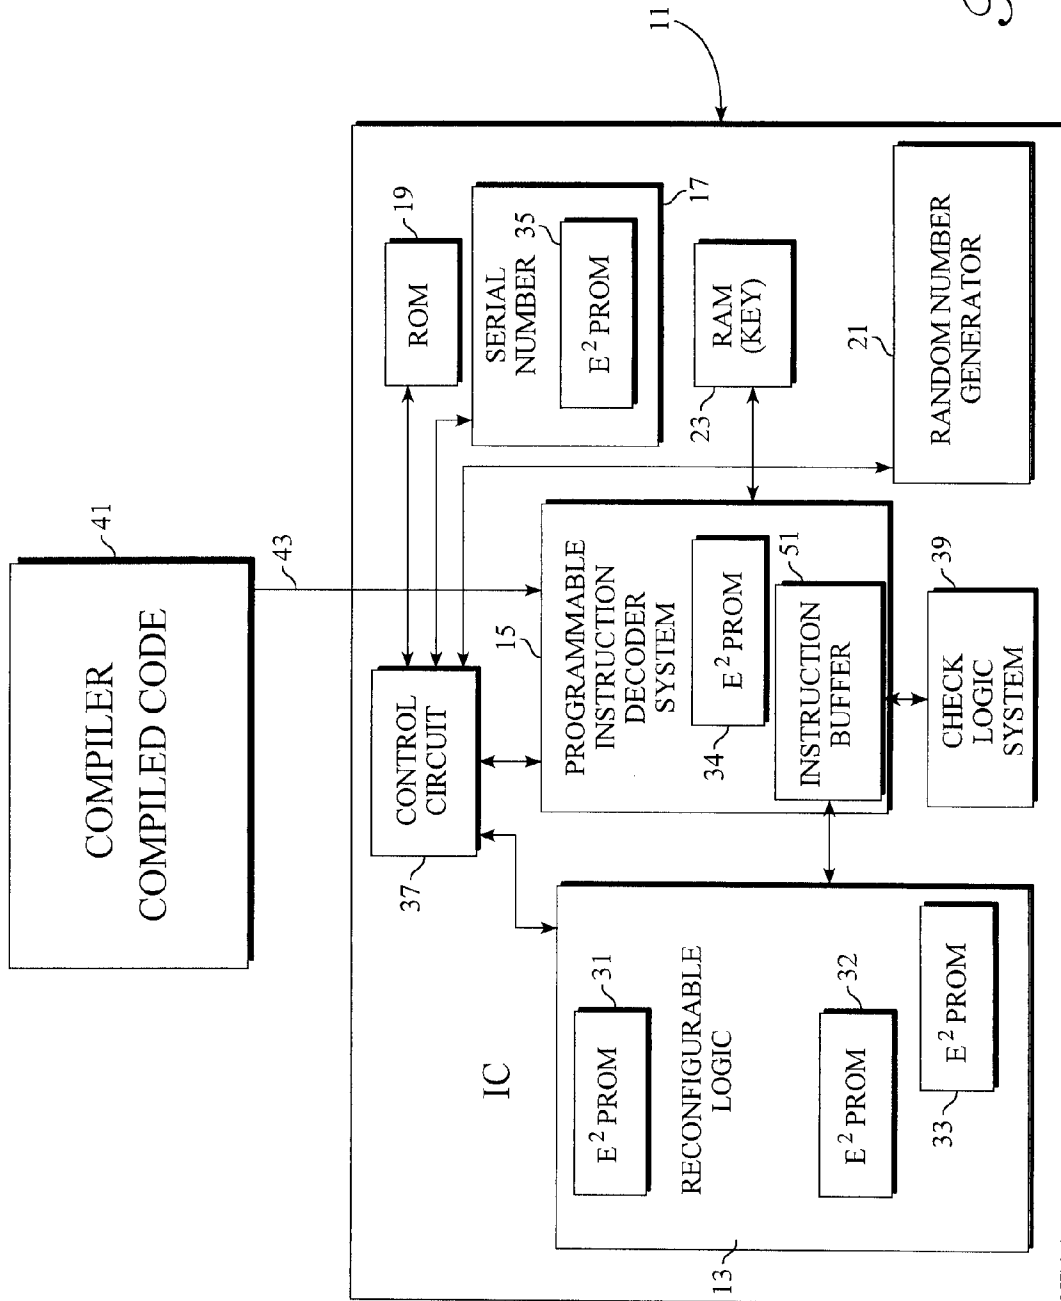 COMPILER
COMPILED CODE
41
43
11
IC
CONTROL
CIRCUIT
37
ROM
19
SERIAL
NUMBER
E² PROM
35
17
PROGRAMMABLE
INSTRUCTION
DECODER
SYSTEM
15
E² PROM
34
INSTRUCTION
BUFFER
51
RAM
(KEY)
23
RANDOM NUMBER
GENERATOR
21
CHECK
LOGIC
SYSTEM
39
E² PROM
31
RECONFIGURABLE
LOGIC
E² PROM
32
E² PROM
33
13